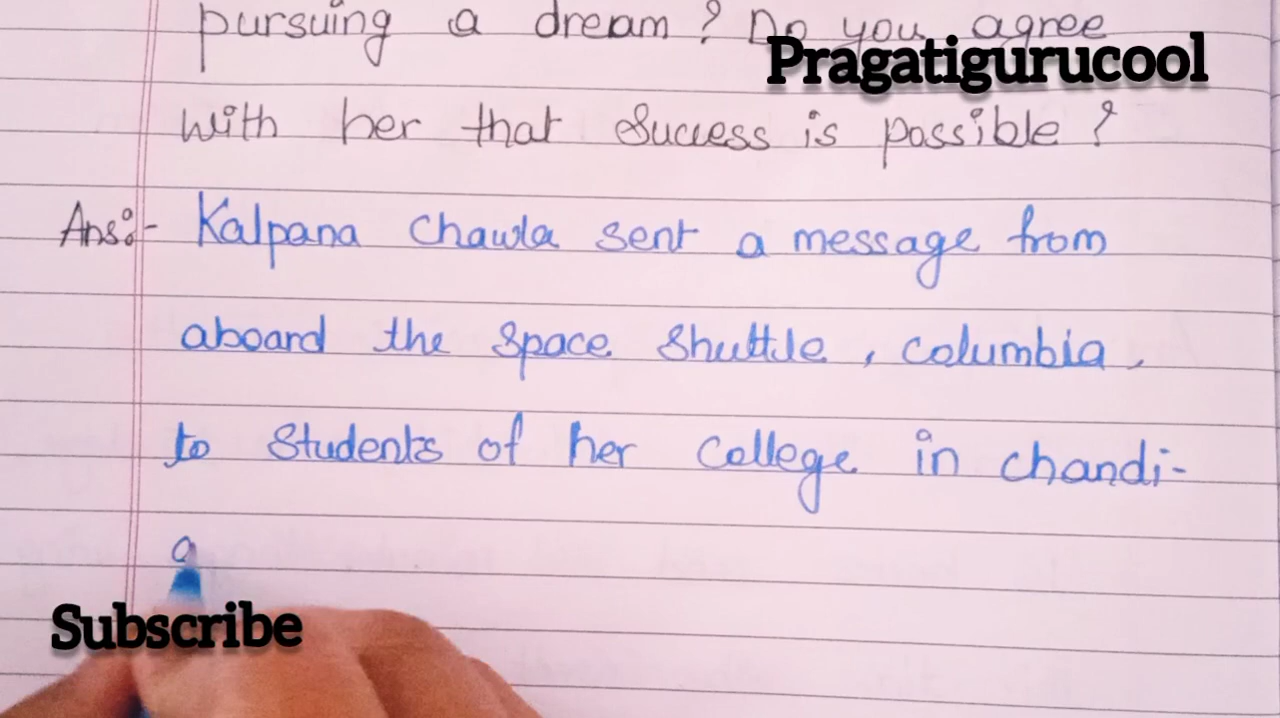 pursuing a dream ? Do you agree
Pragatigurucool
with her that Success is possible ?
Ans:- Kalpana Chawla sent a message from
aboard the space shuttle, columbia,
to students of her college in chandi-
Subscribe